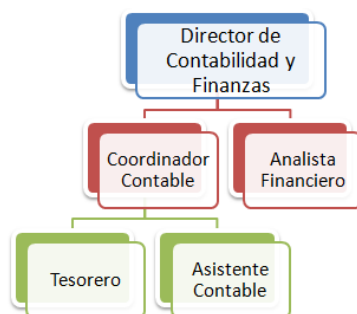 Director de
Contabilidad y
Finanzas
Coordinador
Contable
Analista
Financiero
Tesorero
Asistente
Contable